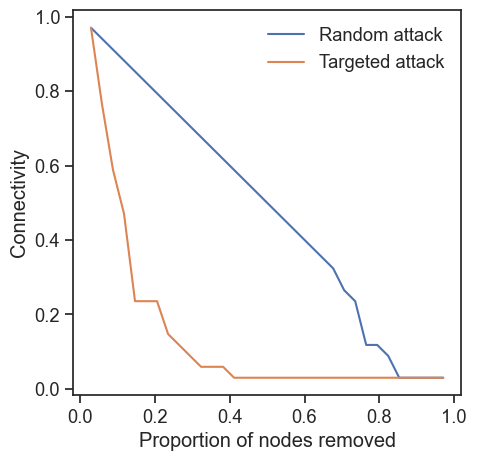 Random attack
Targeted attack
Connectivity
1.0
0.8
0.6
0.4
0.2
0.0
0.0 0.2 0.4 0.6 0.8 1.0
Proportion of nodes removed